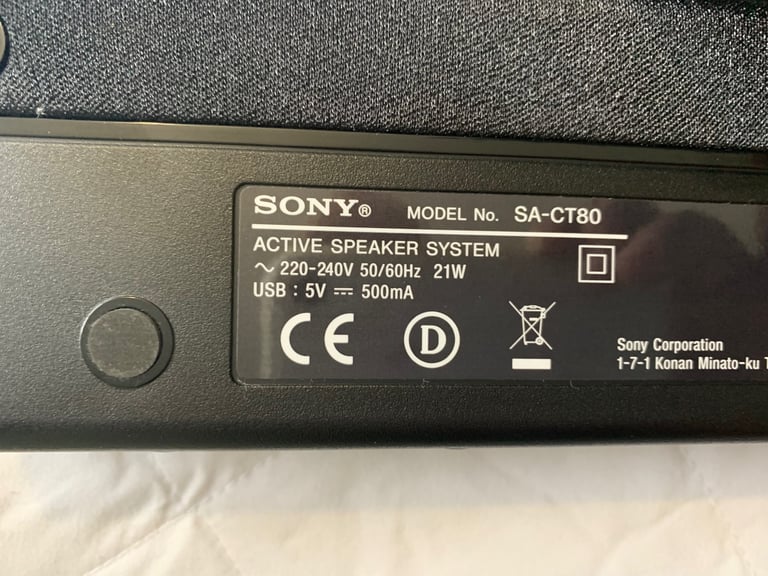 SONY® MODEL No. SA-CT80
ACTIVE SPEAKER SYSTEM
~ 220-240V 50/60Hz 21W
USB : 5V ⎓ 500mA
CE D
Sony Corporation
1-7-1 Konan Minato-ku T